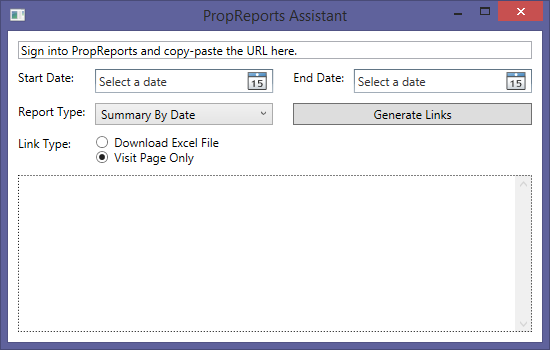 PropReports Assistant
Sign into PropReports and copy-paste the URL here.
Start Date: Select a date 15 End Date: Select a date 15
Report Type: Summary By Date Generate Links
Link Type: Download Excel File
Visit Page Only